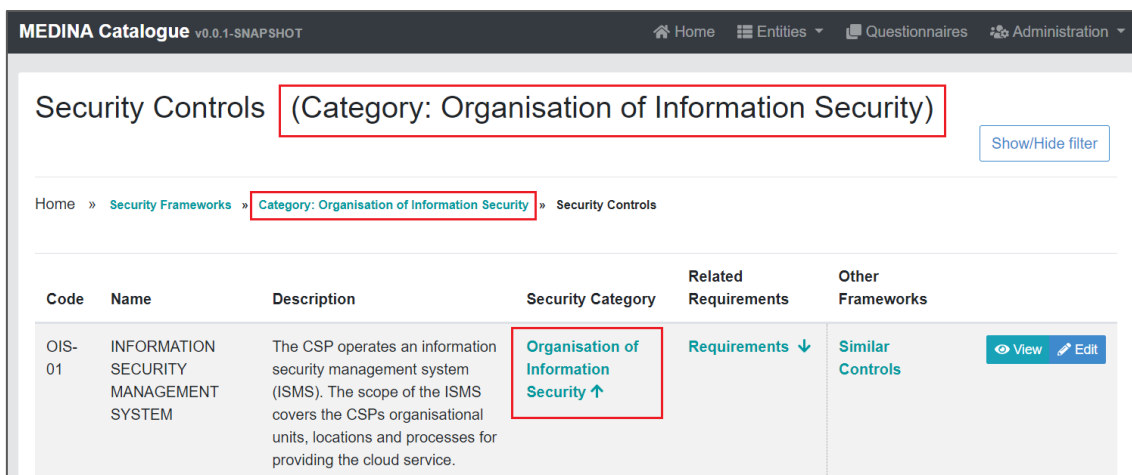 MEDINA Catalogue v0.0.1-SNAPSHOT Home Entities Questionnaires Administration
Security Controls (Category: Organisation of Information Security)
Show/Hide filter
Home » Security Frameworks » Category: Organisation of Information Security » Security Controls
Related Other
Code Name Description Security Category Requirements Frameworks
OIS- INFORMATION The CSP operates an information Organisation of Requirements ↓ Similar View Edit
01 SECURITY security management system Information Controls
MANAGEMENT (ISMS). The scope of the ISMS Security ↑
SYSTEM covers the CSPs organisational
units, locations and processes for
providing the cloud service.